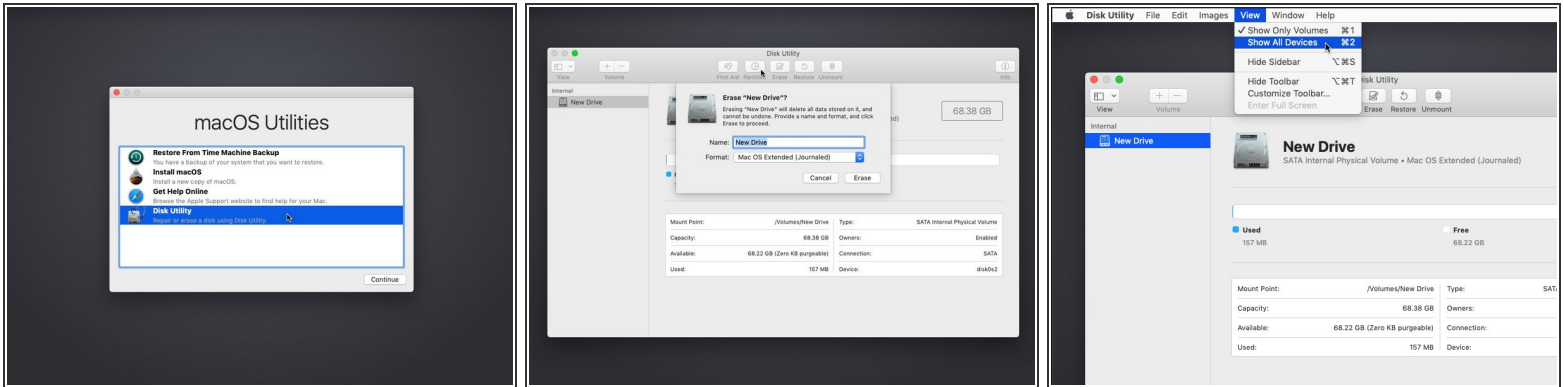 macOS Utilities
Restore From Time Machine Backup
You have a backup of your system that you want to restore.
Install macOS
Install a new copy of macOS.
Get Help Online
Browse the Apple Support website to find help for your Mac.
Disk Utility
Repair or erase a disk using Disk Utility.
Continue
Disk Utility
View Volume First Aid Partition Erase Restore Unmount Info
Internal
New Drive
Erase "New Drive"?
Erasing "New Drive" will delete all data stored on it, and
cannot be undone. Provide a name and format, and click
Erase to proceed.
68.38 GB
Name: New Drive
Format: Mac OS Extended (Journaled)
Cancel Erase
Mount Point: /Volumes/New Drive Type: SATA Internal Physical Volume
Capacity: 68.38 GB Owners: Enabled
Available: 68.22 GB (Zero KB purgeable) Connection: SATA
Used: 157 MB Device: disk0s2
Disk Utility File Edit Images View Window Help
✓ Show Only Volumes ⌘1
Show All Devices ⌘2
Hide Sidebar ⌥⌘S
Hide Toolbar ⌥⌘T
Customize Toolbar...
Enter Full Screen
isk Utility
View Volume Erase Restore Unmount
Internal
New Drive
New Drive
SATA Internal Physical Volume • Mac OS Extended (Journaled)
Used Free
157 MB 68.22 GB
Mount Point: /Volumes/New Drive Type: SATA
Capacity: 68.38 GB Owners:
Available: 68.22 GB (Zero KB purgeable) Connection:
Used: 157 MB Device: